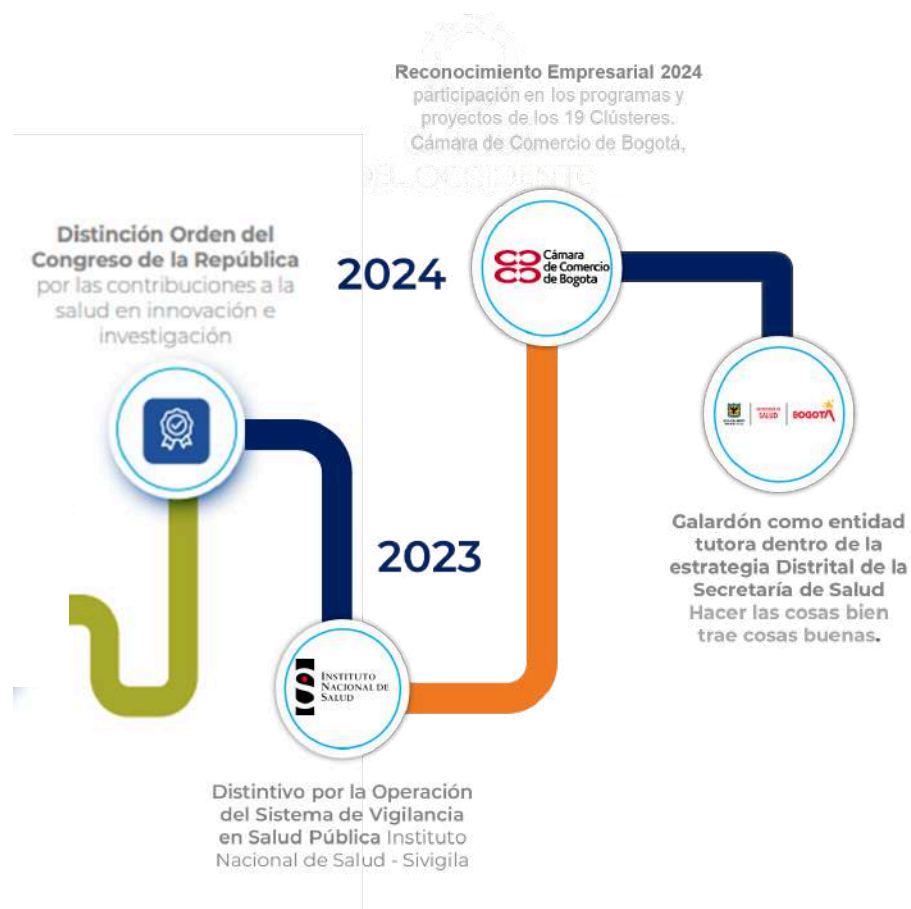 Reconocimiento Empresarial 2024
participación en los programas y
proyectos de los 19 Clústeres.
Cámara de Comercio de Bogotá,
DEL OCCIDENTE
Distinción Orden del
Congreso de la República
por las contribuciones a la
salud en innovación e
investigación
2024
Cámara
de Comercio
de Bogota
SALUD
BOGOTÁ
2023
Galardón como entidad
tutora dentro de la
estrategia Distrital de la
Secretaría de Salud
Hacer las cosas bien
trae cosas buenas.
INSTITUTO
NACIONAL DE
SALUD
Distintivo por la Operación
del Sistema de Vigilancia
en Salud Pública Instituto
Nacional de Salud - Sivigila